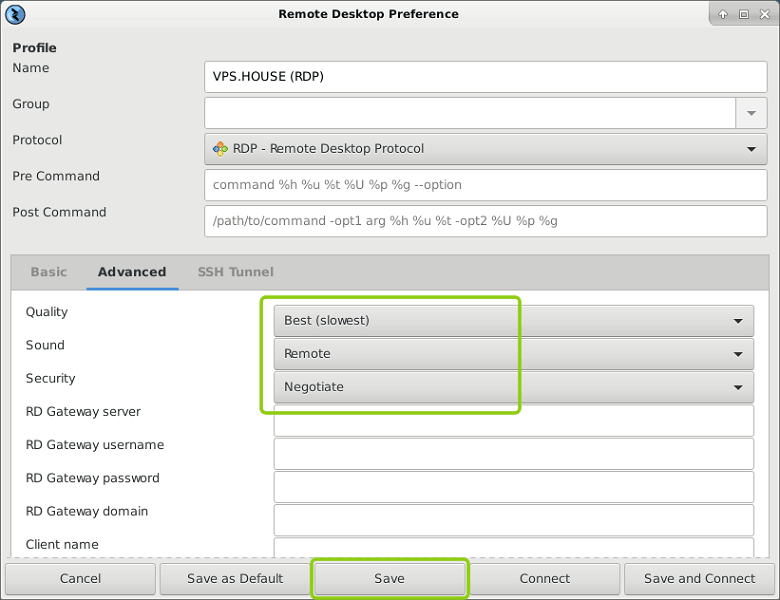 Remote Desktop Preference
Profile
Name
VPS.HOUSE (RDP)
Group
Protocol
RDP - Remote Desktop Protocol
Pre Command
command %h %u %t %U %p %g --option
Post Command
/path/to/command -opt1 arg %h %u %t -opt2 %U %p %g
Basic Advanced SSH Tunnel
Quality
Best (slowest)
Sound
Remote
Security
Negotiate
RD Gateway server
RD Gateway username
RD Gateway password
RD Gateway domain
Client name
Cancel Save as Default Save Connect Save and Connect